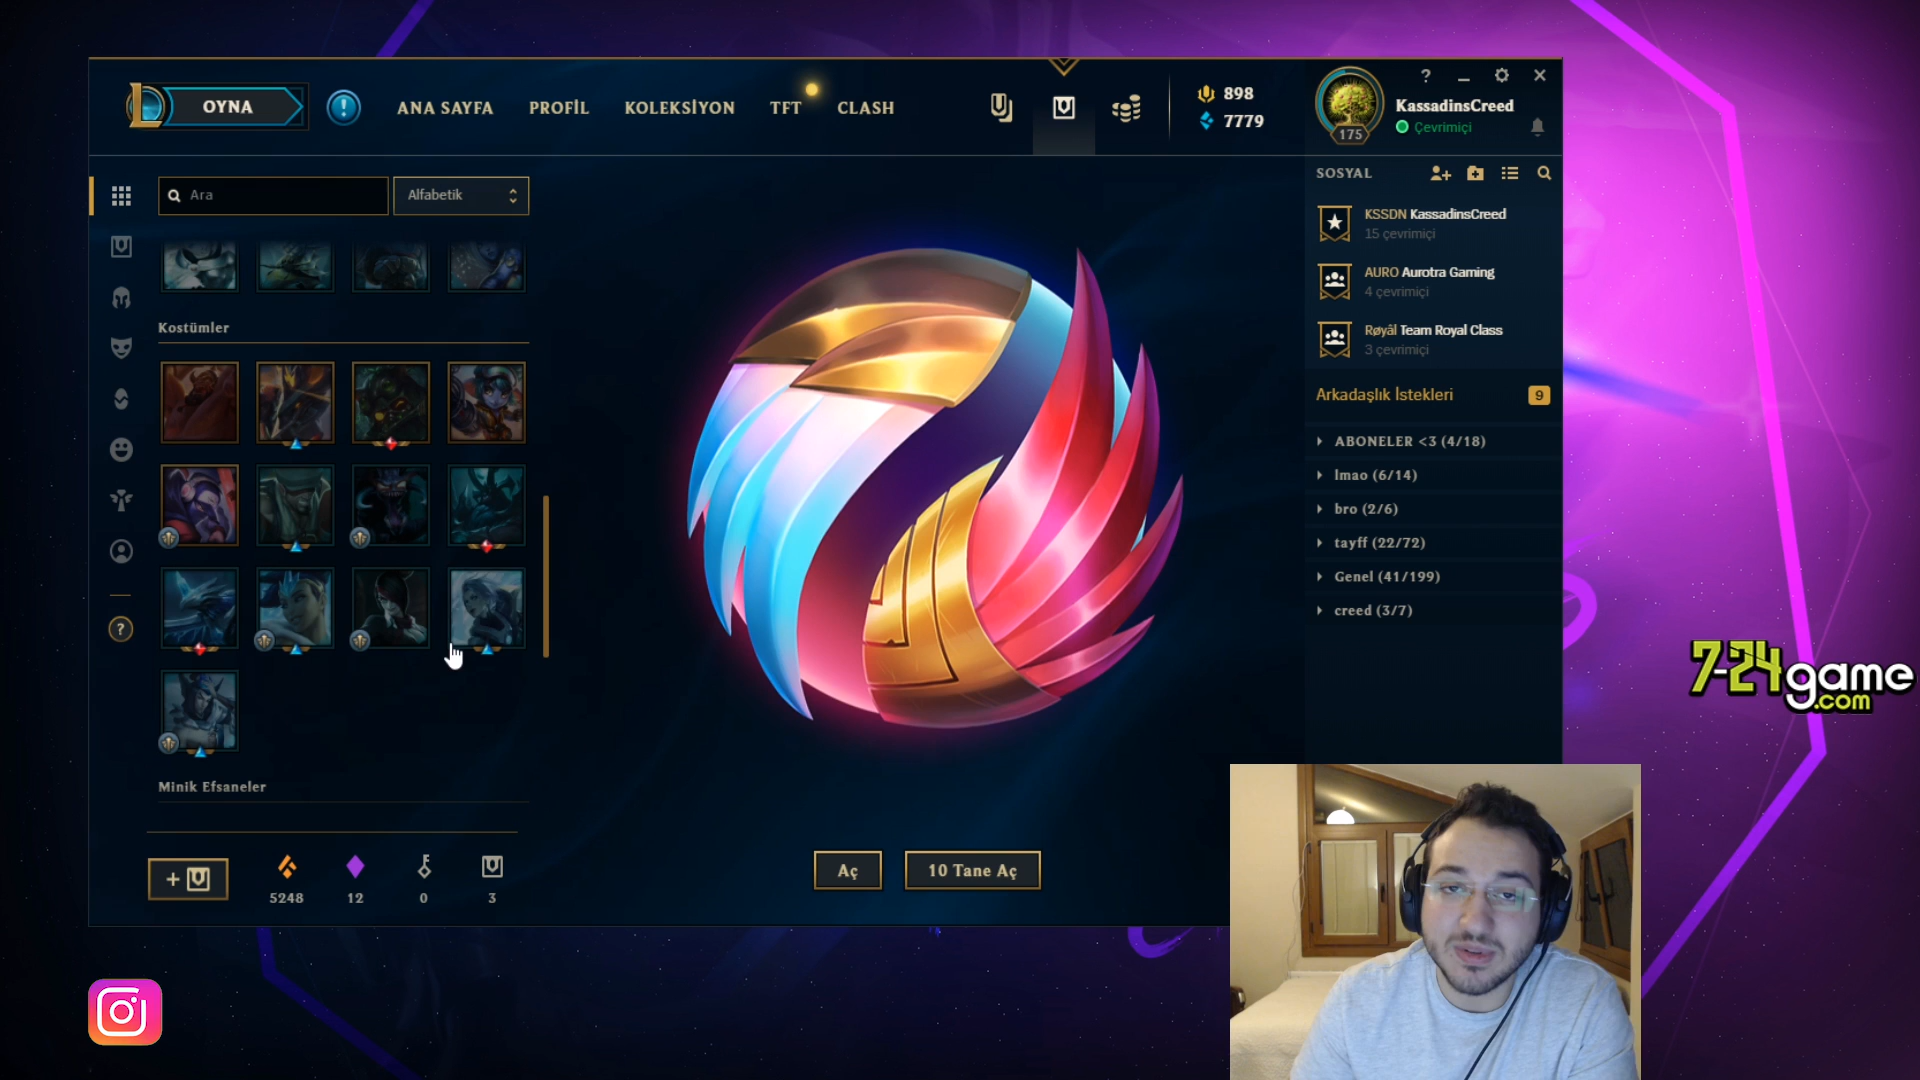 OYNA
ANA SAYFA
PROFİL
KOLEKSİYON
TFT
CLASH
898
7779
175
?
KassadinsCreed
Çevrimiçi
Ara
Alfabetik
SOSYAL
KSSDN KassadinsCreed
15 çevrimiçi
AURO Aurotra Gaming
4 çevrimiçi
Røyâl Team Royal Class
3 çevrimiçi
Arkadaşlık İstekleri
9
ABONELER <3 (4/18)
lmao (6/14)
bro (2/6)
tayff (22/72)
Genel (41/199)
creed (3/7)
Kostümler
Minik Efsaneler
?
+
5248
12
0
3
Aç
10 Tane Aç
7-24game
.com